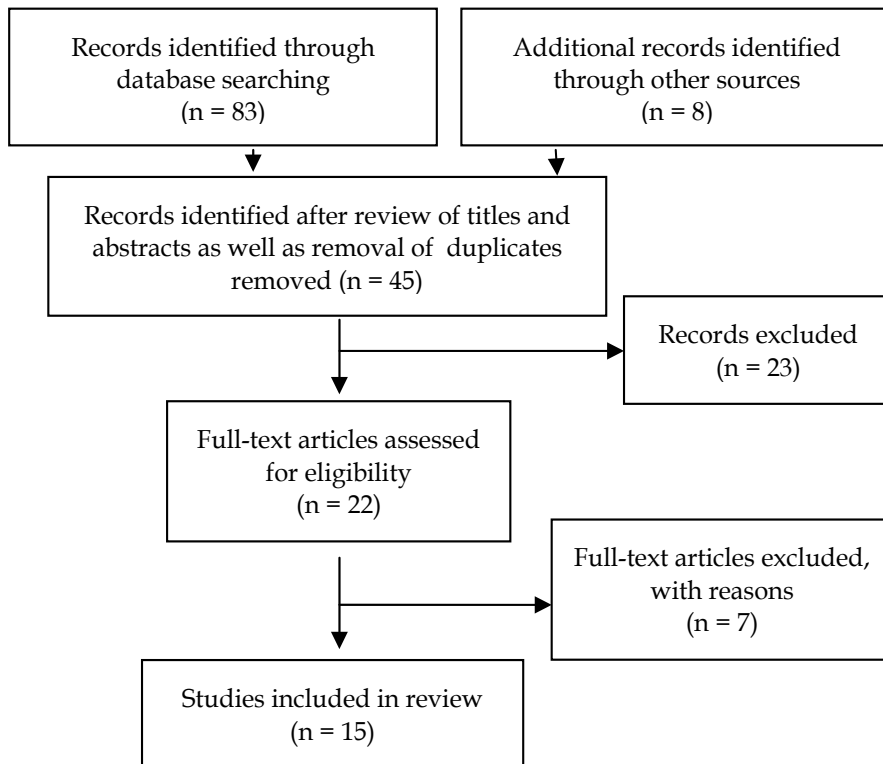 Records identified through
database searching
(n = 83)
Additional records identified
through other sources
(n = 8)
Records identified after review of titles and
abstracts as well as removal of duplicates
removed (n = 45)
Records excluded
(n = 23)
Full-text articles assessed
for eligibility
(n = 22)
Full-text articles excluded,
with reasons
(n = 7)
Studies included in review
(n = 15)